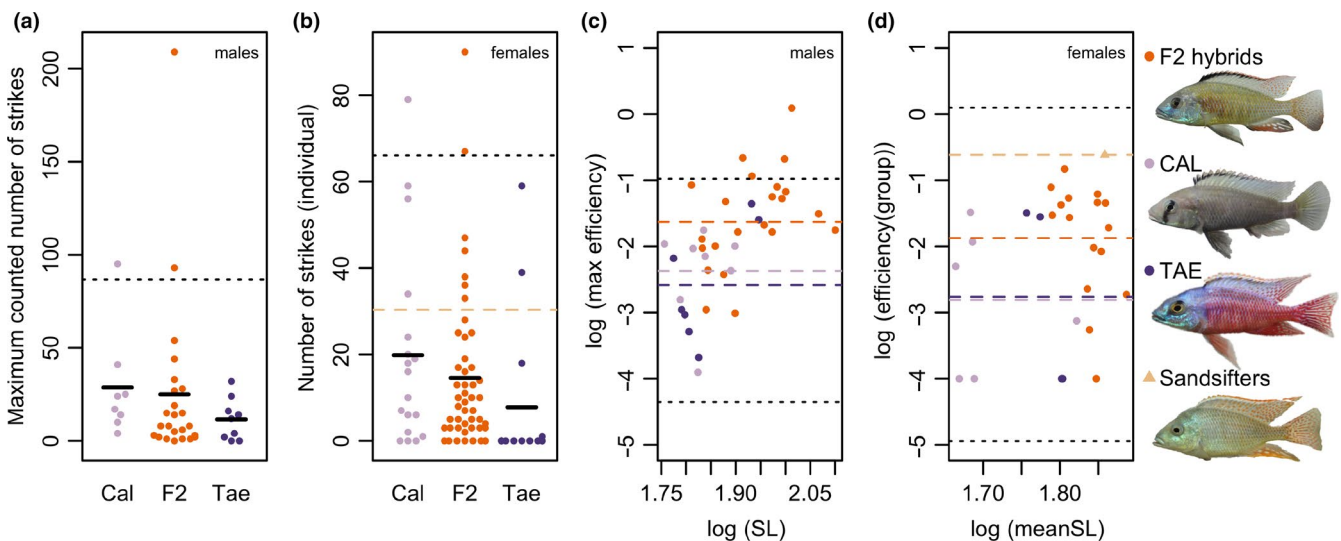 (a)
Maximum counted number of strikes
200
150
100
50
0
males
Cal F2 Tae
(b)
Number of strikes (individual)
80
60
40
20
0
females
Cal F2 Tae
(c)
log (max efficiency)
1
0
-1
-2
-3
-4
-5
males
1.75 1.90 2.05
log (SL)
(d)
log (efficiency(group))
1
0
-1
-2
-3
-4
-5
females
1.70 1.80
log (meanSL)
F2 hybrids
CAL
TAE
Sandsifters